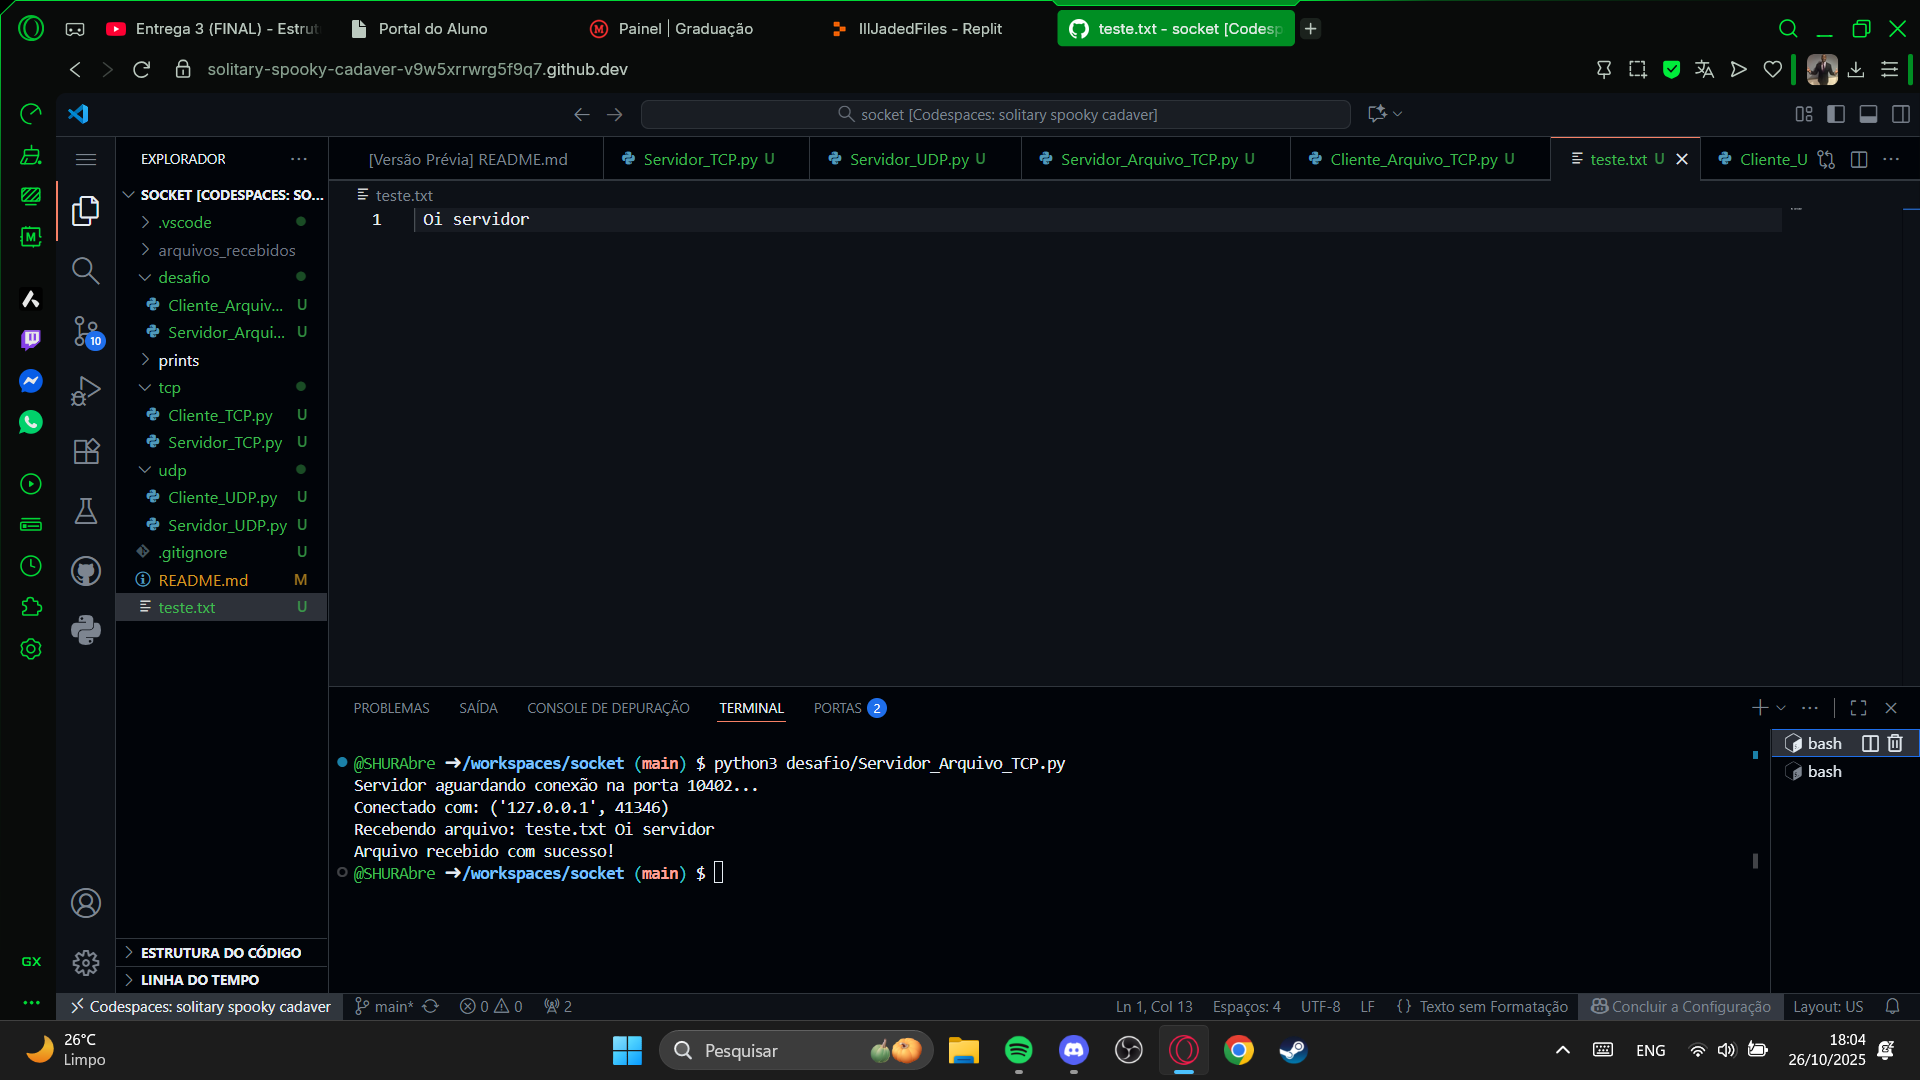 Entrega 3 (FINAL) - Estrut
Portal do Aluno
Painel | Graduação
IllJadedFiles - Replit
teste.txt - socket [Codesp
solitary-spooky-cadaver-v9w5xrrwrg5f9q7.github.dev
socket [Codespaces: solitary spooky cadaver]
EXPLORADOR
[Versão Prévia] README.md
Servidor_TCP.py U
Servidor_UDP.py U
Servidor_Arquivo_TCP.py U
Cliente_Arquivo_TCP.py U
teste.txt U
Cliente_U
SOCKET [CODESPACES: SO...
.vscode
arquivos_recebidos
desafio
Cliente_Arquiv... U
Servidor_Arqui... U
prints
tcp
Cliente_TCP.py U
Servidor_TCP.py U
udp
Cliente_UDP.py U
Servidor_UDP.py U
.gitignore U
README.md M
teste.txt U
10
M
GX
teste.txt
1 Oi servidor
PROBLEMAS
SAÍDA
CONSOLE DE DEPURAÇÃO
TERMINAL
PORTAS 2
@SHURAbre ➜/workspaces/socket (main) $ python3 desafio/Servidor_Arquivo_TCP.py
Servidor aguardando conexão na porta 10402...
Conectado com: ('127.0.0.1', 41346)
Recebendo arquivo: teste.txt Oi servidor
Arquivo recebido com sucesso!
@SHURAbre ➜/workspaces/socket (main) $
bash
bash
ESTRUTURA DO CÓDIGO
LINHA DO TEMPO
Codespaces: solitary spooky cadaver
main*
0
0
2
Ln 1, Col 13
Espaços: 4
UTF-8
LF
{} Texto sem Formatação
Concluir a Configuração
Layout: US
26°C
Limpo
Pesquisar
ENG
18:04
26/10/2025